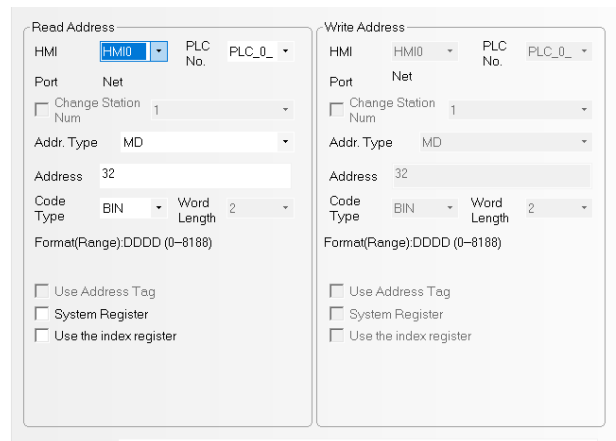 Read Address
HMI HMI0 PLC No. PLC_0_
Port Net
Change Station Num 1
Addr. Type MD
Address 32
Code Type BIN Word Length 2
Format(Range):DDDD (0–8188)
Use Address Tag
System Register
Use the index register
Write Address
HMI HMI0 PLC No. PLC_0_
Port Net
Change Station Num 1
Addr. Type MD
Address 32
Code Type BIN Word Length 2
Format(Range):DDDD (0–8188)
Use Address Tag
System Register
Use the index register